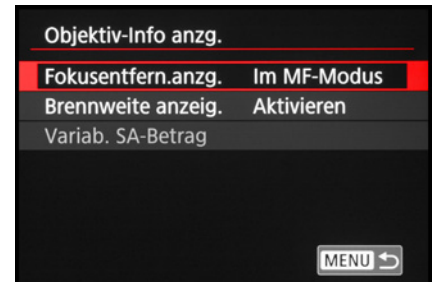 Objektiv-Info anzg.
Fokusentfern.anzg. Im MF-Modus
Brennweite anzeig. Aktivieren
Variab. SA-Betrag
MENU